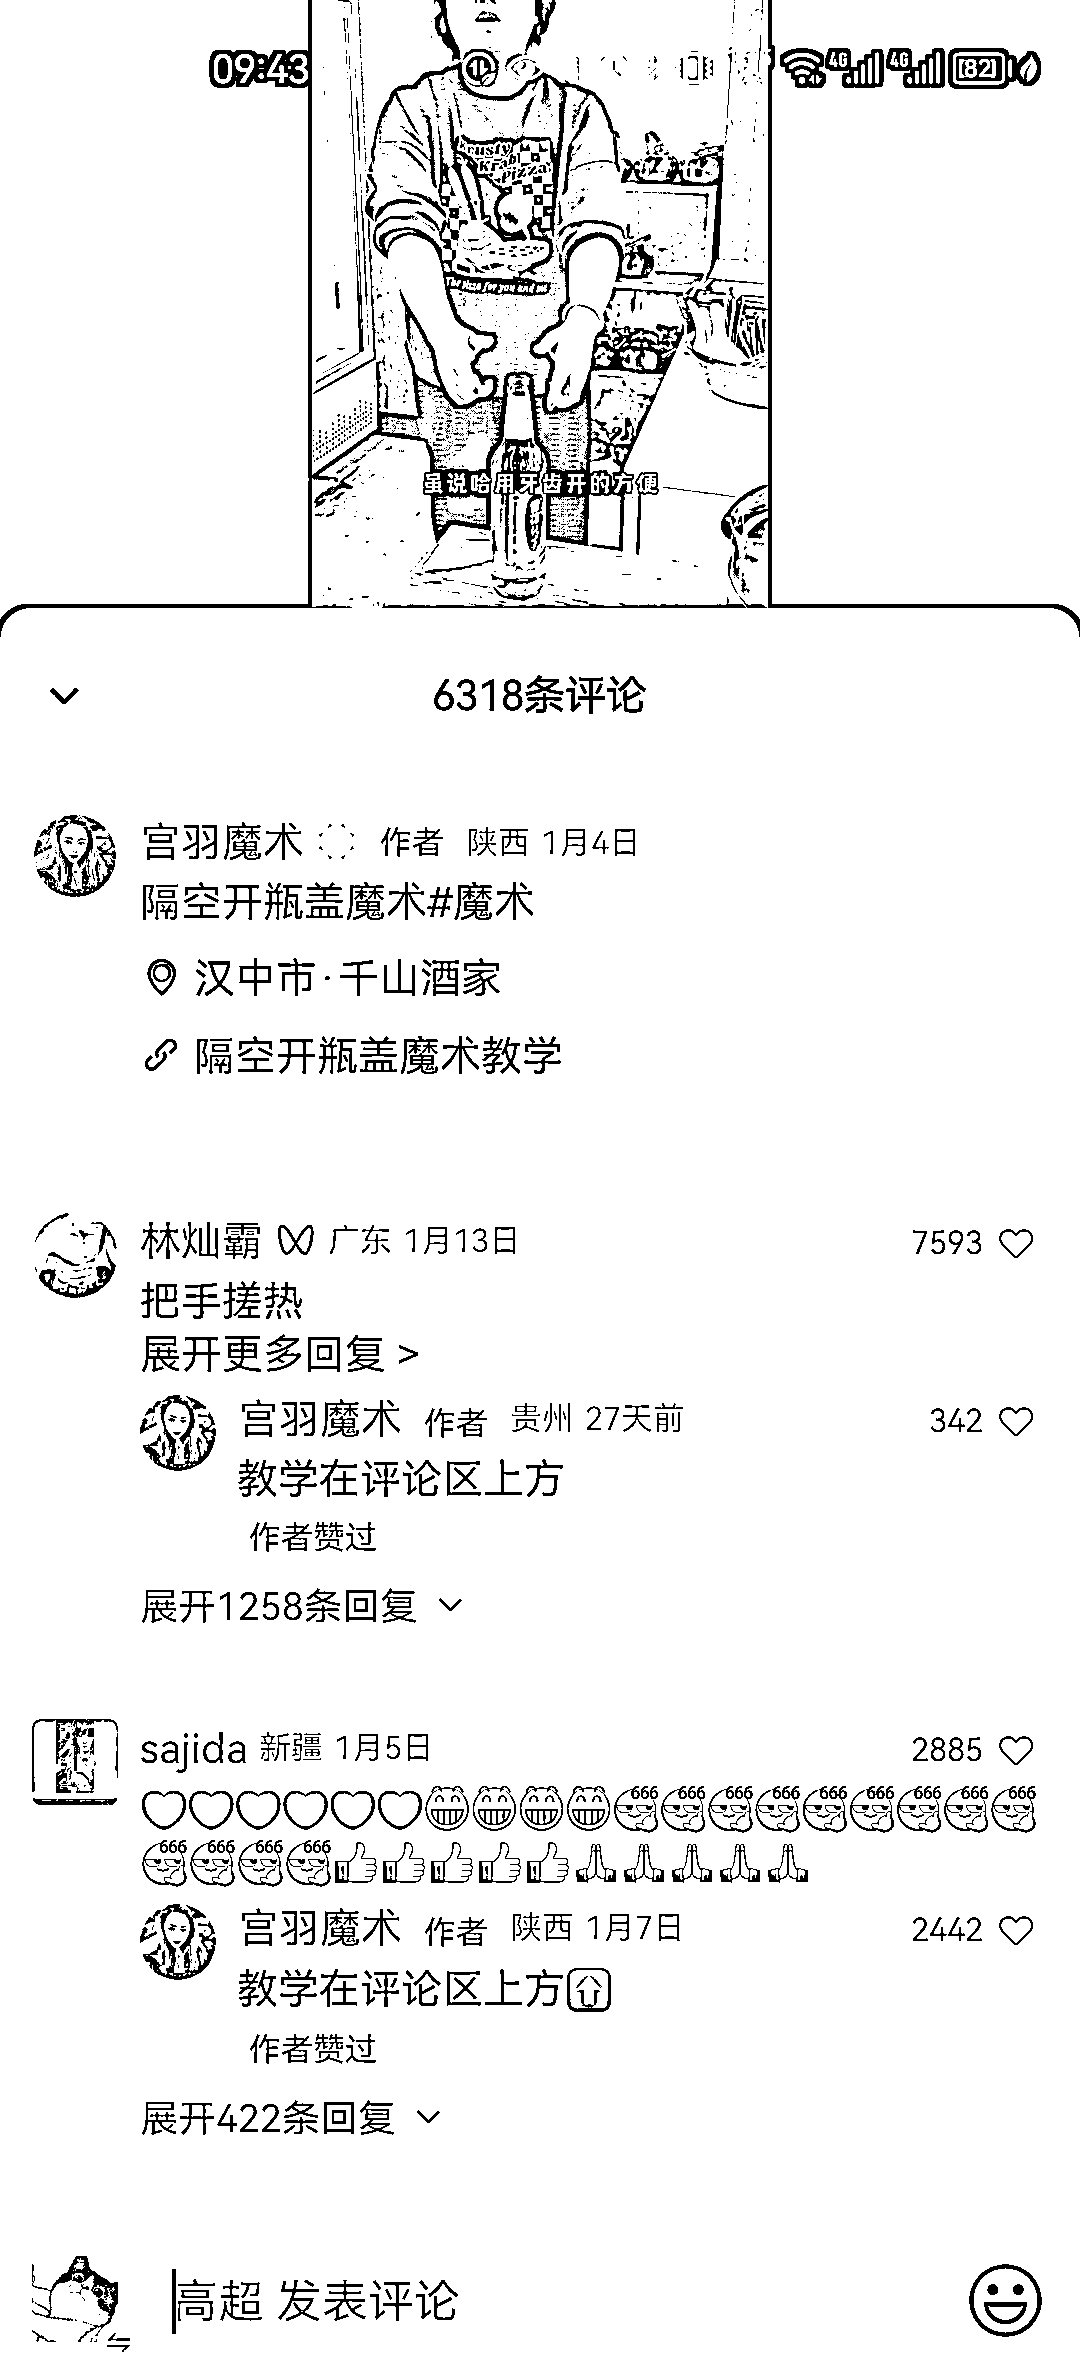 09:43
4G 4G 82
Krusty
Krab
Pizza
虽说哈用牙齿开的方便
6318条评论
宫羽魔术 作者 陕西 1月4日
隔空开瓶盖魔术#魔术
汉中市·千山酒家
隔空开瓶盖魔术教学
林灿霸 广东 1月13日 7593
把手搓热
展开更多回复 >
宫羽魔术 作者 贵州 27天前 342
教学在评论区上方
作者赞过
展开1258条回复
sajida 新疆 1月5日 2885
666 666 666 666 666 666 666 666 666
666 666 666 666
宫羽魔术 作者 陕西 1月7日 2442
教学在评论区上方
作者赞过
展开422条回复
高超 发表评论